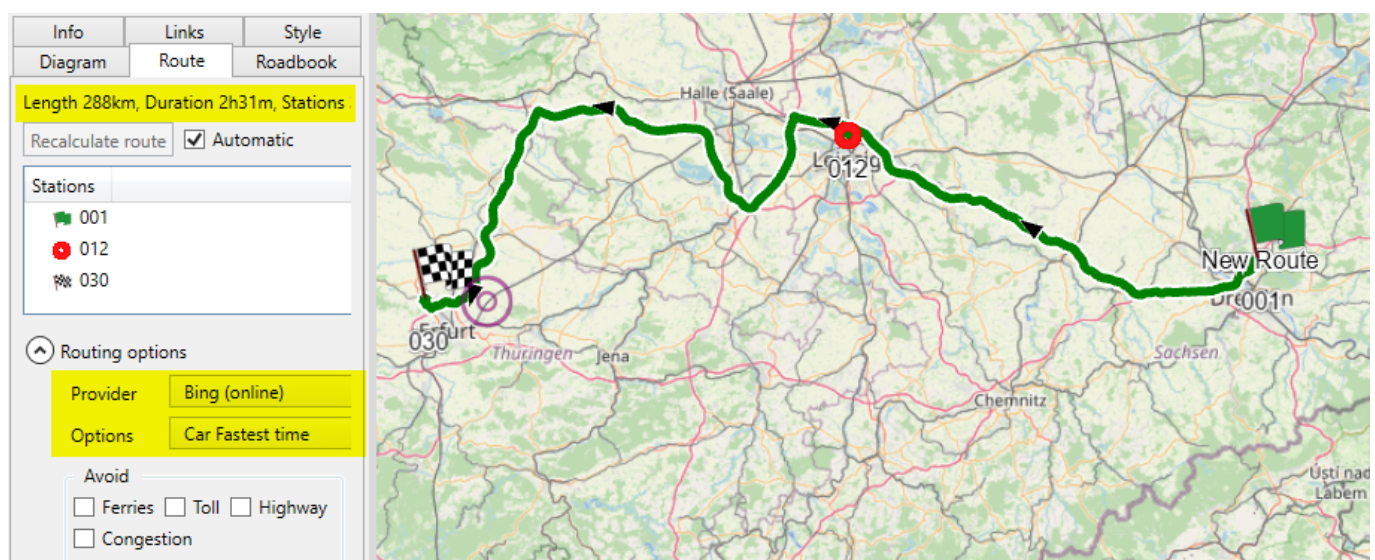 Info Links Style
Diagram Route Roadbook
Length 288km, Duration 2h31m, Stations
Recalculate route Automatic
Stations
001
012
030
Routing options
Provider Bing (online)
Options Car Fastest time
Avoid
Ferries Toll Highway
Congestion
Halle (Saale)
012
New Route
001
030
Thüringen
Jena
Sachsen
Chemnitz
Ústí nad
Labem